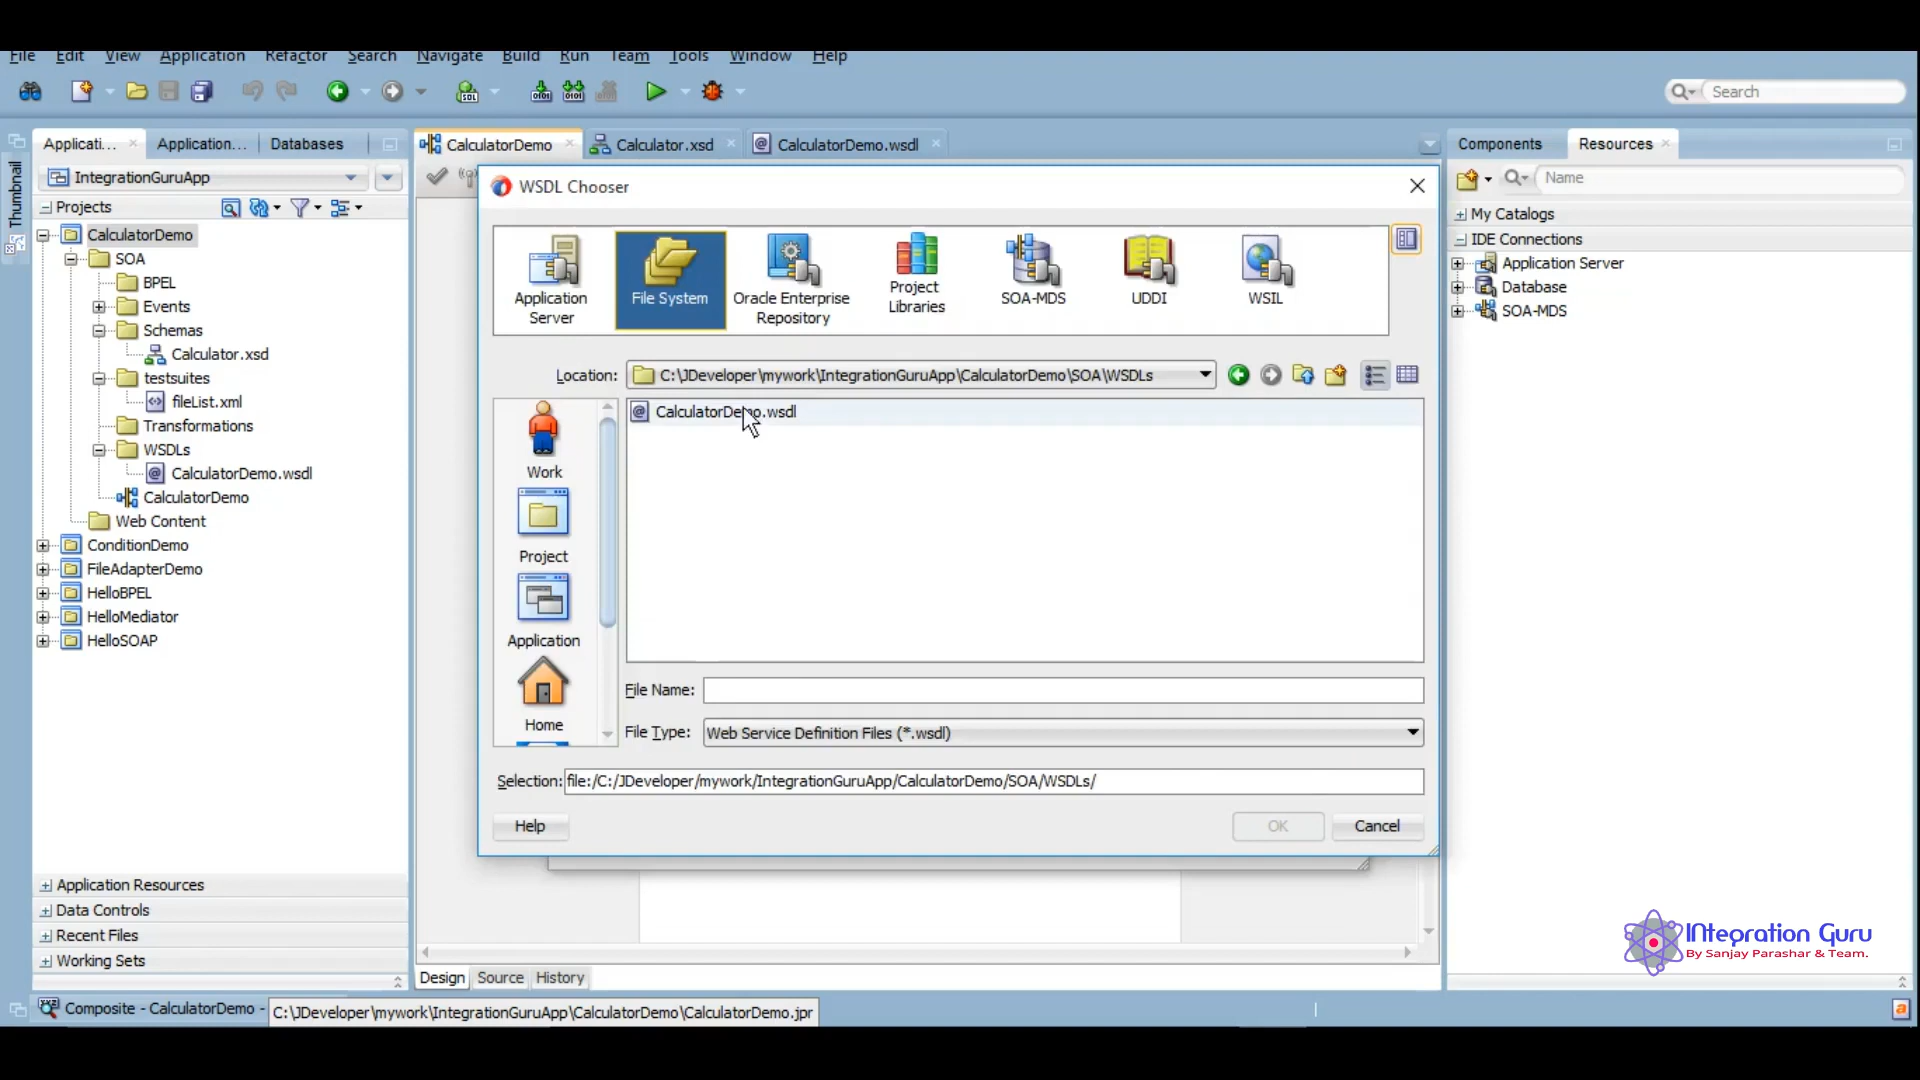 File Edit View Application Refactor Search Navigate Build Run Team Tools Window Help
Search
Applicati...
Application...
Databases
CalculatorDemo
Calculator.xsd
CalculatorDemo.wsdl
Components
Resources
Thumbnail
IntegrationGuruApp
Projects
CalculatorDemo
SOA
BPEL
Events
Schemas
Calculator.xsd
testsuites
fileList.xml
Transformations
WSDLs
CalculatorDemo.wsdl
CalculatorDemo
Web Content
ConditionDemo
FileAdapterDemo
HelloBPEL
HelloMediator
HelloSOAP
Application Resources
Data Controls
Recent Files
Working Sets
WSDL Chooser
Application
Server
File System
Oracle Enterprise
Repository
Project
Libraries
SOA-MDS
UDDI
WSIL
Location:
C:\JDeveloper\mywork\IntegrationGuruApp\CalculatorDemo\SOA\WSDLs
CalculatorDemo.wsdl
Work
Project
Application
Home
File Name:
File Type:
Web Service Definition Files (*.wsdl)
Selection:
file:/C:/JDeveloper/mywork/IntegrationGuruApp/CalculatorDemo/SOA/WSDLs/
Help
OK
Cancel
Name
My Catalogs
IDE Connections
Application Server
Database
SOA-MDS
Design
Source
History
Integration Guru
By Sanjay Parashar & Team.
Composite - CalculatorDemo -
C:\JDeveloper\mywork\IntegrationGuruApp\CalculatorDemo\CalculatorDemo.jpr